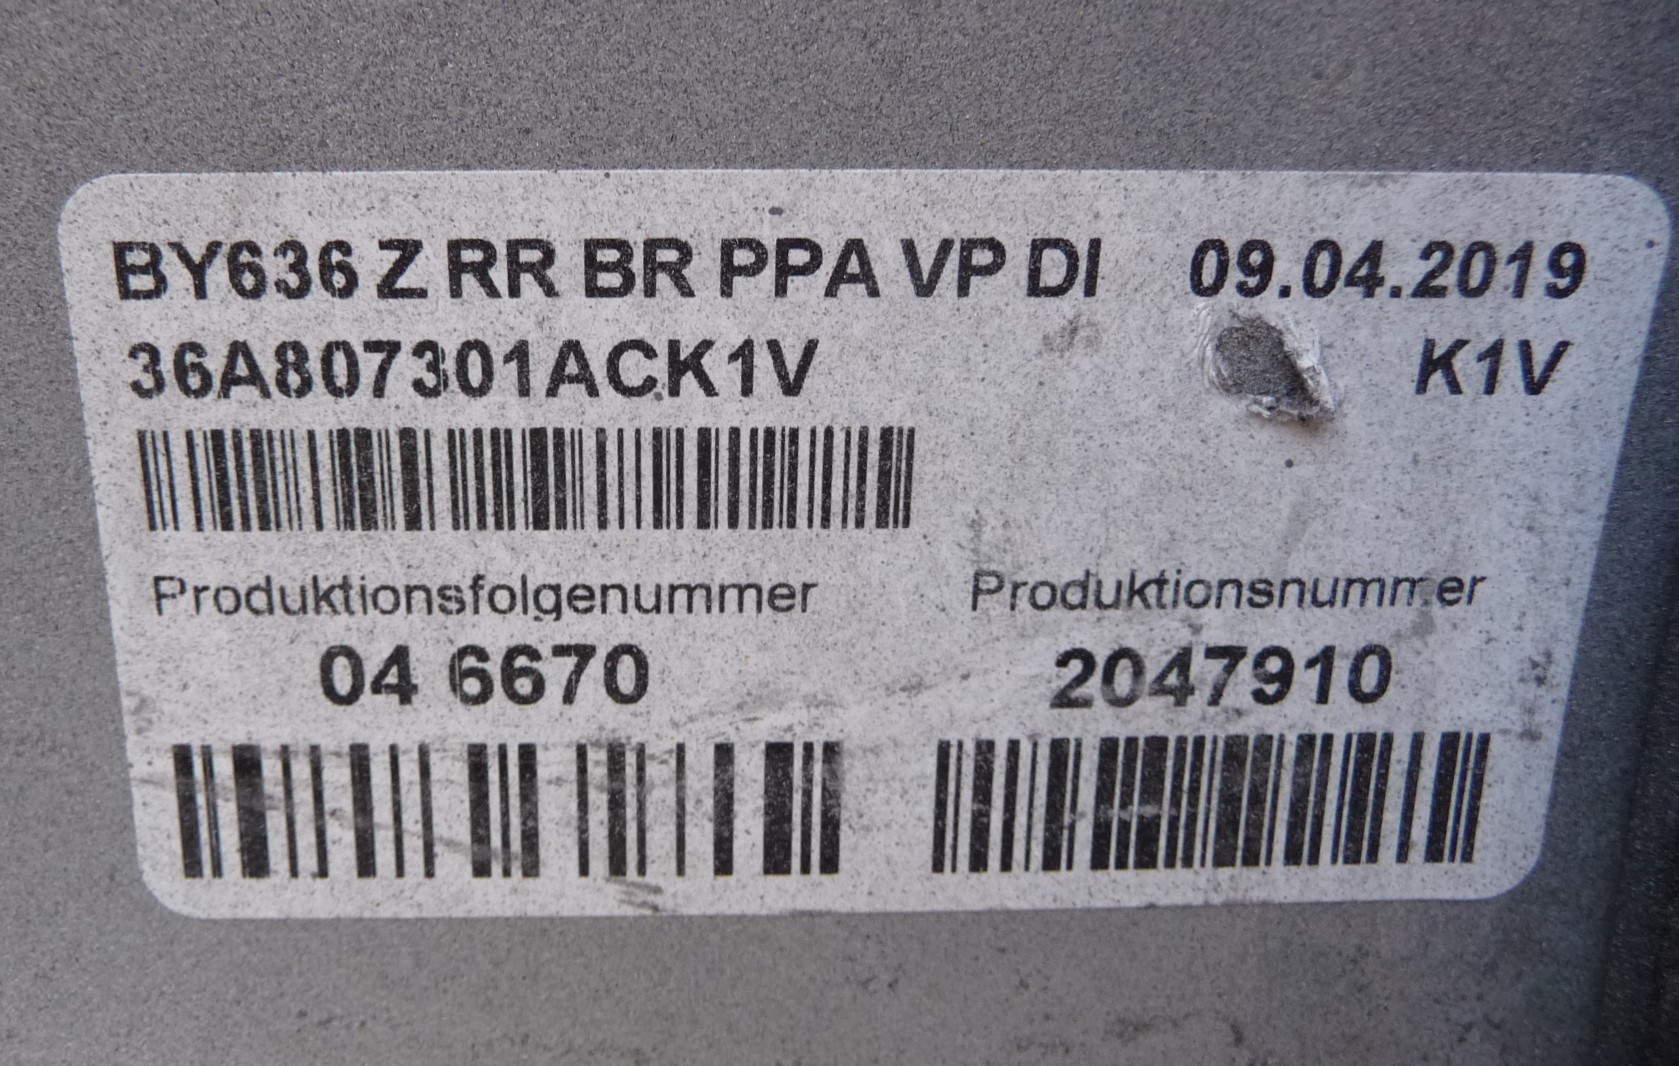 BY636 Z RR BR PPA VP DI 09.04.2019
36A807301ACK1V K1V
Produktionsfolgenummer Produktionsnummer
04 6670 2047910